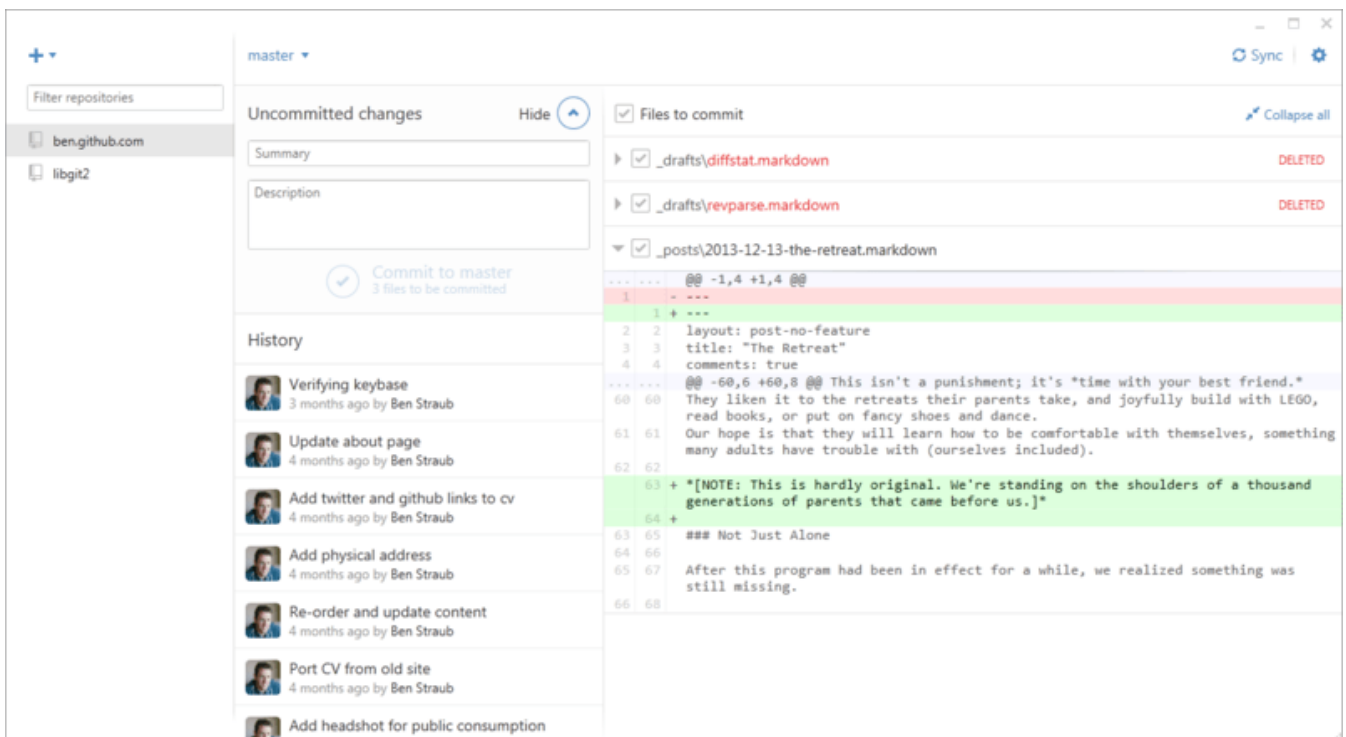 + ▾
Filter repositories
ben.github.com
libgit2
master ▾
Sync
Uncommitted changes Hide
Summary
Description
Commit to master
3 files to be committed
History
Verifying keybase
3 months ago by Ben Straub
Update about page
4 months ago by Ben Straub
Add twitter and github links to cv
4 months ago by Ben Straub
Add physical address
4 months ago by Ben Straub
Re-order and update content
4 months ago by Ben Straub
Port CV from old site
4 months ago by Ben Straub
Add headshot for public consumption
Files to commit Collapse all
_drafts\diffstat.markdown DELETED
_drafts\revparse.markdown DELETED
_posts\2013-12-13-the-retreat.markdown
... ... @@ -1,4 +1,4 @@
1 - ---
1 + ---
2 2 layout: post-no-feature
3 3 title: "The Retreat"
4 4 comments: true
... ... @@ -60,6 +60,8 @@ This isn't a punishment; it's *time with your best friend.*
60 60 They liken it to the retreats their parents take, and joyfully build with LEGO,
read books, or put on fancy shoes and dance.
61 61 Our hope is that they will learn how to be comfortable with themselves, something
many adults have trouble with (ourselves included).
62 62
63 + *[NOTE: This is hardly original. We're standing on the shoulders of a thousand
generations of parents that came before us.]*
64 +
63 65 ### Not Just Alone
64 66
65 67 After this program had been in effect for a while, we realized something was
still missing.
66 68